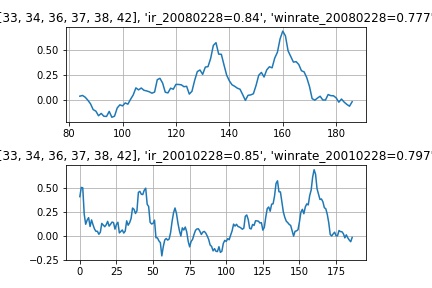 [33, 34, 36, 37, 38, 42], 'ir_20080228=0.84', 'winrate_20080228=0.777'
0.50
0.25
0.00
80 100 120 140 160 180
[33, 34, 36, 37, 38, 42], 'ir_20010228=0.85', 'winrate_20010228=0.797'
0.50
0.25
0.00
−0.25
0 25 50 75 100 125 150 175